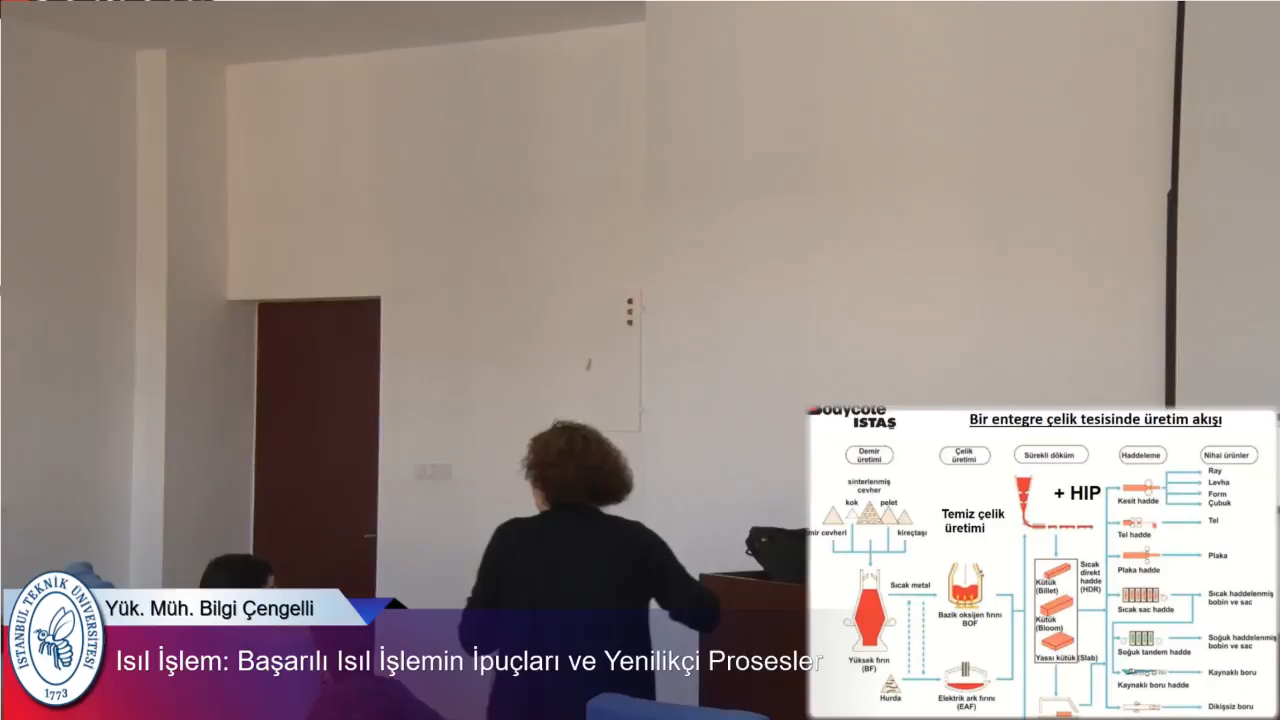 Bodycote
ISTAŞ
Bir entegre çelik tesisinde üretim akışı
Demir
üretimi
Çelik
üretimi
Sürekli döküm
Haddeleme
Nihai ürünler
sinterlenmiş
cevher
kok
pelet
kireçtaşı
Temiz çelik
üretimi
+ HIP
Kesit hadde
Ray
Levha
Form
Çubuk
Tel hadde
Tel
Plaka hadde
Plaka
Sıcak metal
Bazik oksijen fırını
BOF
Kütük
(Billet)
Kütük
(Bloom)
Yassı kütük (Slab)
Sıcak
direkt
hadde
(HDR)
Sıcak sac hadde
Sıcak haddelenmiş
bobin ve sac
Soğuk tandem hadde
Soğuk haddelenmiş
bobin ve sac
Yüksek fırın
(BF)
Hurda
Elektrik ark fırını
(EAF)
Kaynaklı boru hadde
Kaynaklı boru
Dikişsiz boru
Yük. Müh. Bilgi Çengelli
Isıl İşlem: Başarılı Isıl İşlemin İpuçları ve Yenilikçi Prosesler
İSTANBUL TEKNİK ÜNİVERSİTESİ
1773